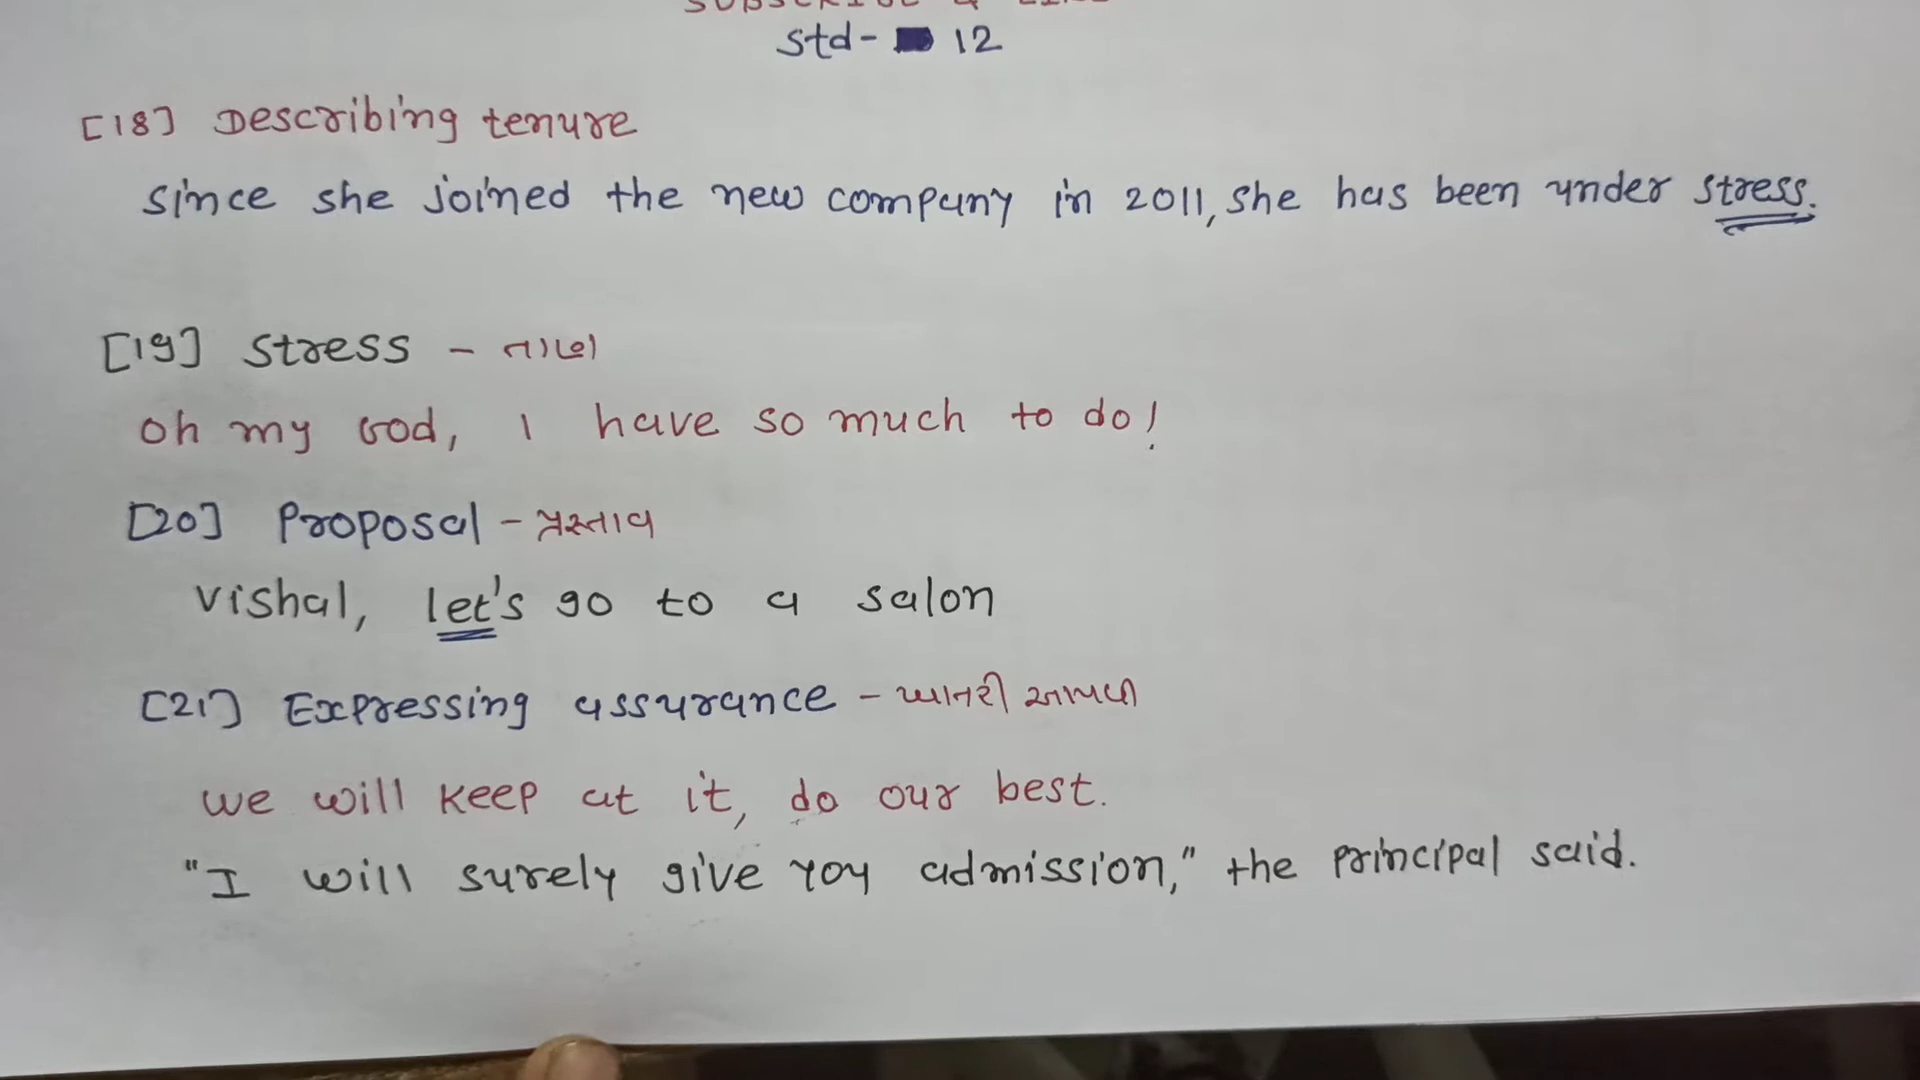 SUBSCRIBE & LIKE
Std- 12
[18] Describing tenure
Since she joined the new company in 2011, she has been under stress.
[19] Stress - તાણ
Oh my God, I have so much to do!
[20] Proposal - પ્રસ્તાવ
Vishal, let's go to a salon
[21] Expressing assurance - ખાતરી આપવી
we will keep at it, do our best.
"I will surely give you admission," the principal said.